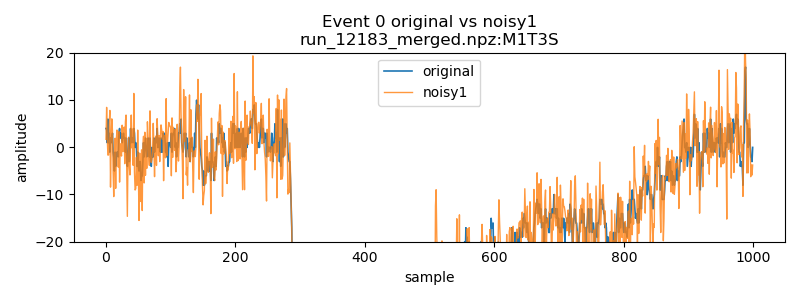 Event 0 original vs noisy1
run_12183_merged.npz:M1T3S
original
noisy1
amplitude
20
10
0
−10
−20
0
200
400
600
800
1000
sample